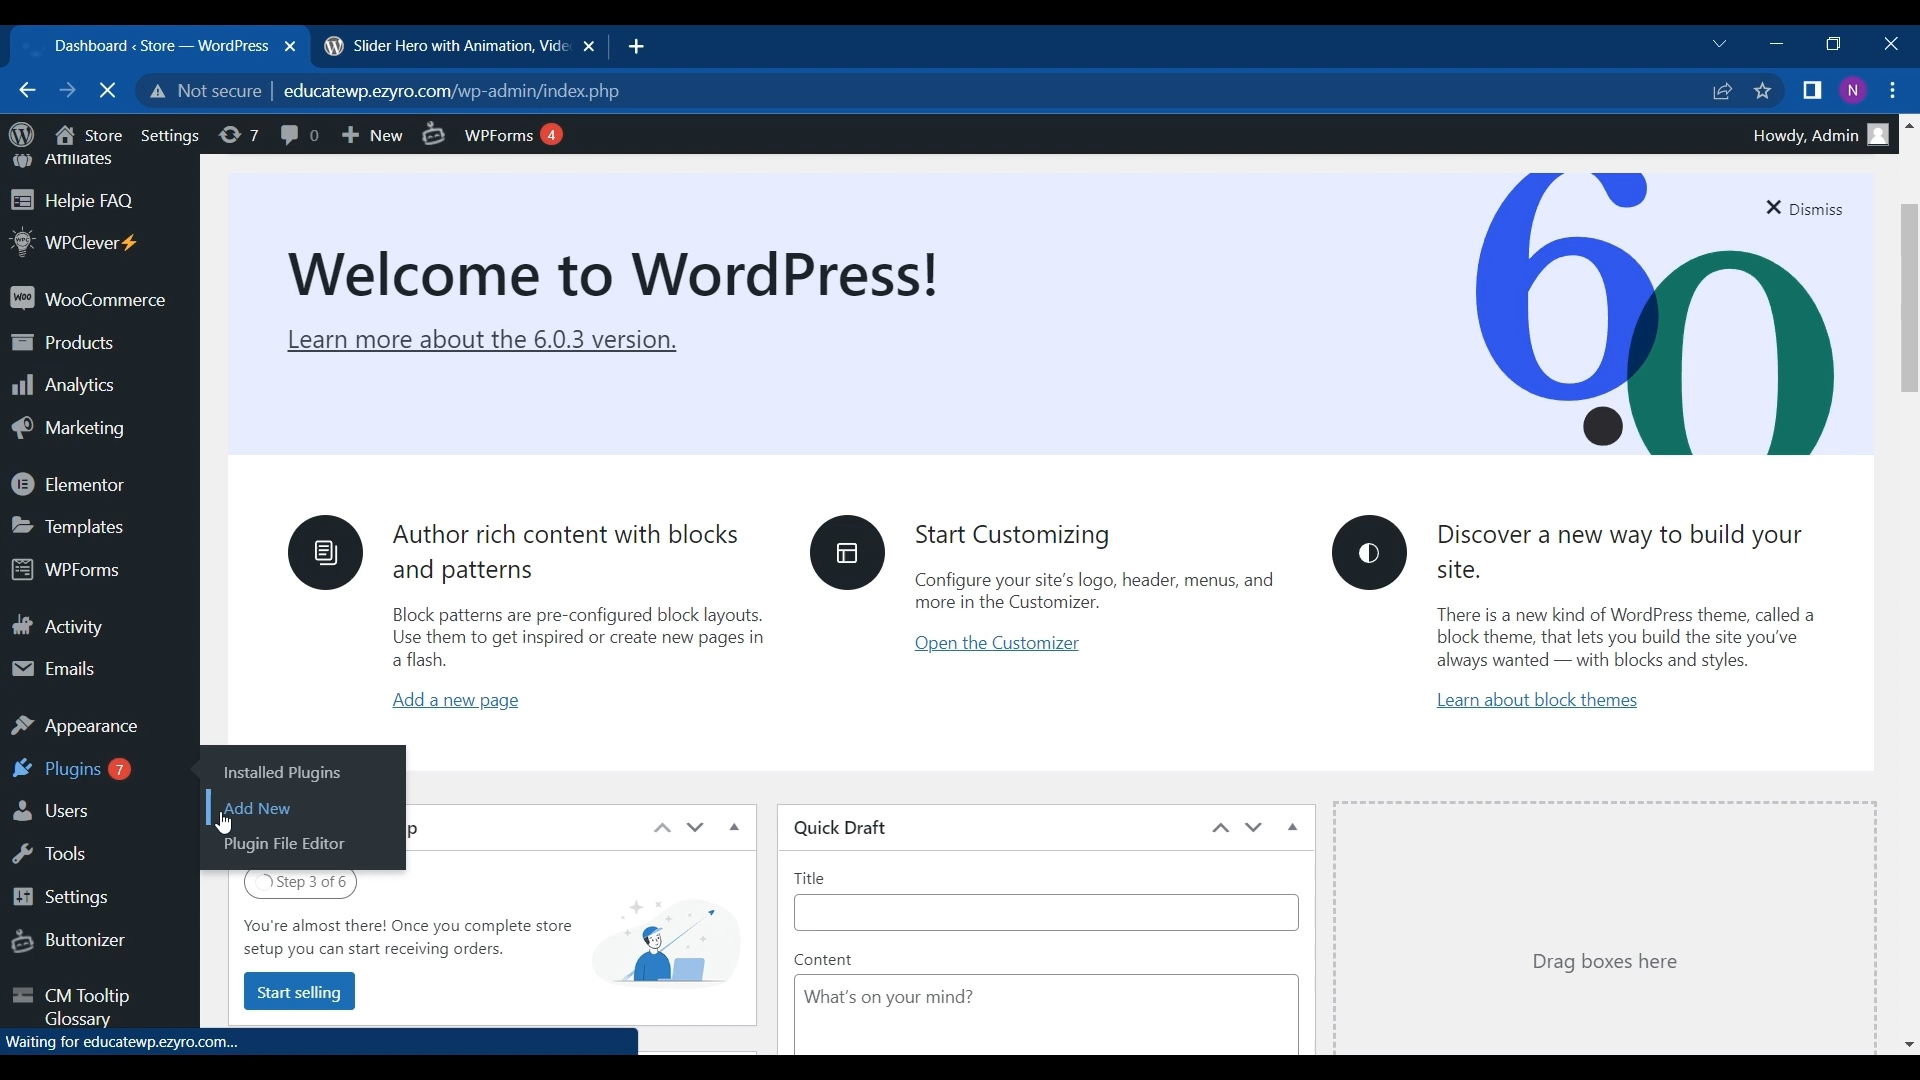 Dashboard ‹ Store — WordPress
Slider Hero with Animation, Vide
Not secure
educatewp.ezyro.com/wp-admin/index.php
N
Store
Settings
7
0
New
WPForms 4
Howdy, Admin
Affiliates
Helpie FAQ
WPClever⚡
WooCommerce
Products
Analytics
Marketing
Elementor
Templates
WPForms
Activity
Emails
Appearance
Plugins 7
Users
Tools
Settings
Buttonizer
CM Tooltip
Glossary
Installed Plugins
Add New
Plugin File Editor
Dismiss
6.0
Welcome to WordPress!
Learn more about the 6.0.3 version.
Author rich content with blocks
and patterns
Block patterns are pre-configured block layouts.
Use them to get inspired or create new pages in
a flash.
Add a new page
Start Customizing
Configure your site's logo, header, menus, and
more in the Customizer.
Open the Customizer
Discover a new way to build your
site.
There is a new kind of WordPress theme, called a
block theme, that lets you build the site you've
always wanted — with blocks and styles.
Learn about block themes
p
Step 3 of 6
You're almost there! Once you complete store
setup you can start receiving orders.
Start selling
Quick Draft
Title
Content
What's on your mind?
Drag boxes here
Waiting for educatewp.ezyro.com...